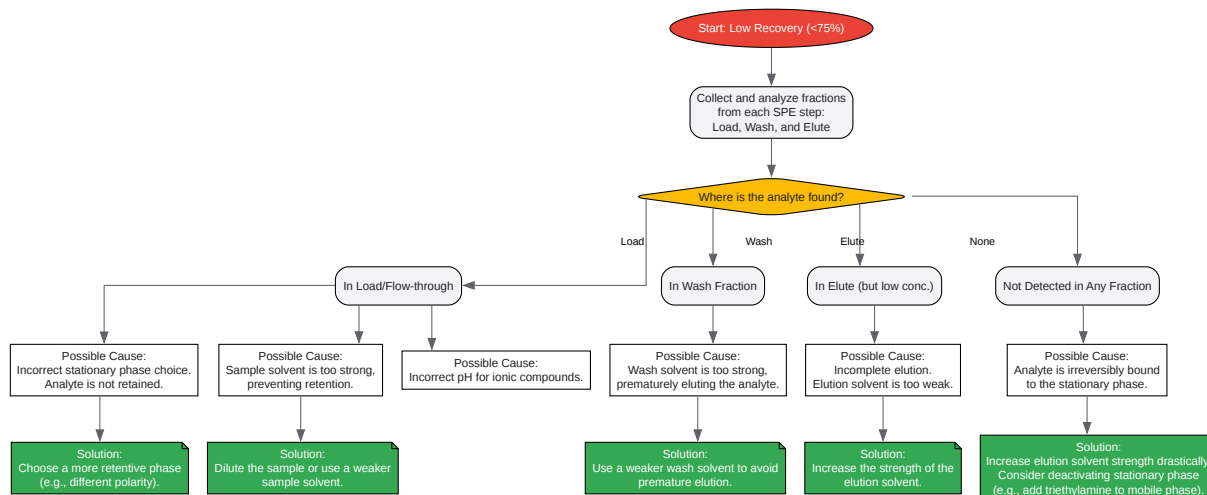 Start: Low Recovery (<75%)
Collect and analyze fractions
from each SPE step:
Load, Wash, and Elute
Where is the analyte found?
Load
Wash
Elute
None
In Load/Flow-through
In Wash Fraction
In Elute (but low conc.)
Not Detected in Any Fraction
Possible Cause:
Incorrect stationary phase choice.
Analyte is not retained.
Possible Cause:
Sample solvent is too strong,
preventing retention.
Possible Cause:
Incorrect pH for ionic compounds.
Possible Cause:
Wash solvent is too strong,
prematurely eluting the analyte.
Possible Cause:
Incomplete elution.
Elution solvent is too weak.
Possible Cause:
Analyte is irreversibly bound
to the stationary phase.
Solution:
Choose a more retentive phase
(e.g., different polarity).
Solution:
Dilute the sample or use a weaker
sample solvent.
Solution:
Use a weaker wash solvent to avoid
premature elution.
Solution:
Increase the strength of the
elution solvent.
Solution:
Increase elution solvent strength drastically
Consider deactivating stationary phase
(e.g., add triethylamine to mobile phase).